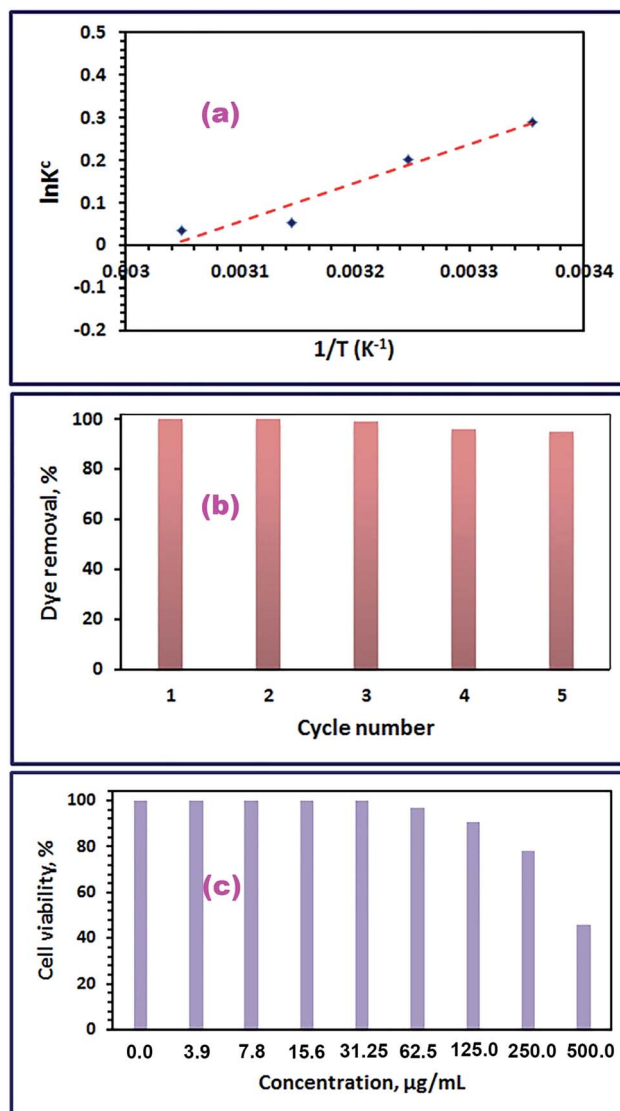 0.5
0.4
(a)
0.3
lnKᶜ
0.2
0.1
0
0.003 0.0031 0.0032 0.0033 0.0034
-0.1
-0.2
1/T (K⁻¹)
100
80
(b)
Dye removal, %
60
40
20
0
1 2 3 4 5
Cycle number
100
80
(c)
Cell viability, %
60
40
20
0
0.0 3.9 7.8 15.6 31.25 62.5 125.0 250.0 500.0
Concentration, µg/mL